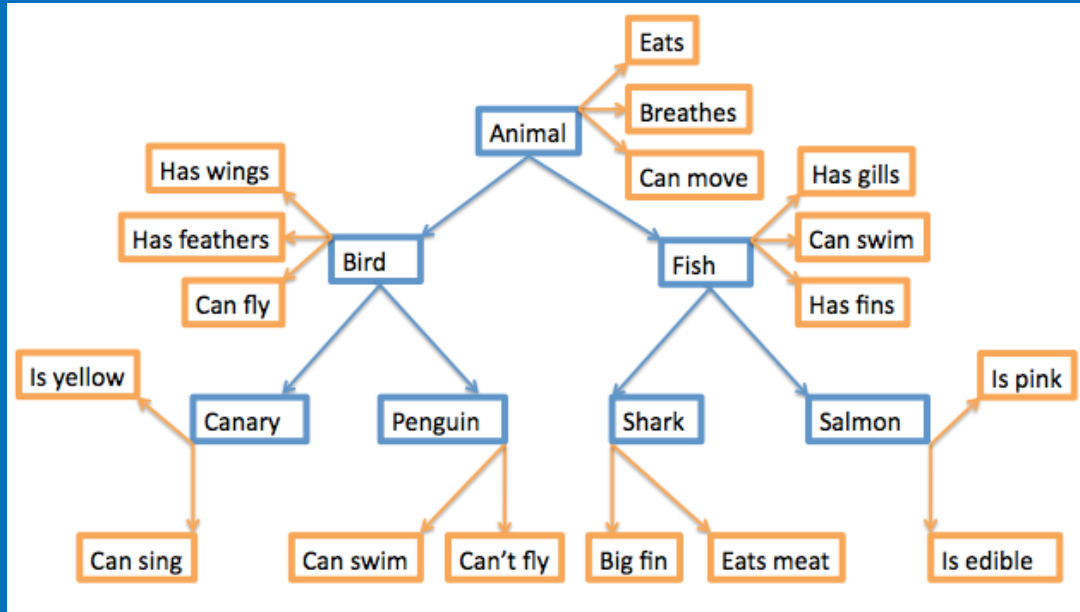 Eats
Breathes
Animal
Can move
Has wings
Has gills
Has feathers
Can swim
Bird
Fish
Can fly
Has fins
Is yellow
Is pink
Canary
Penguin
Shark
Salmon
Can sing
Can swim
Can't fly
Big fin
Eats meat
Is edible